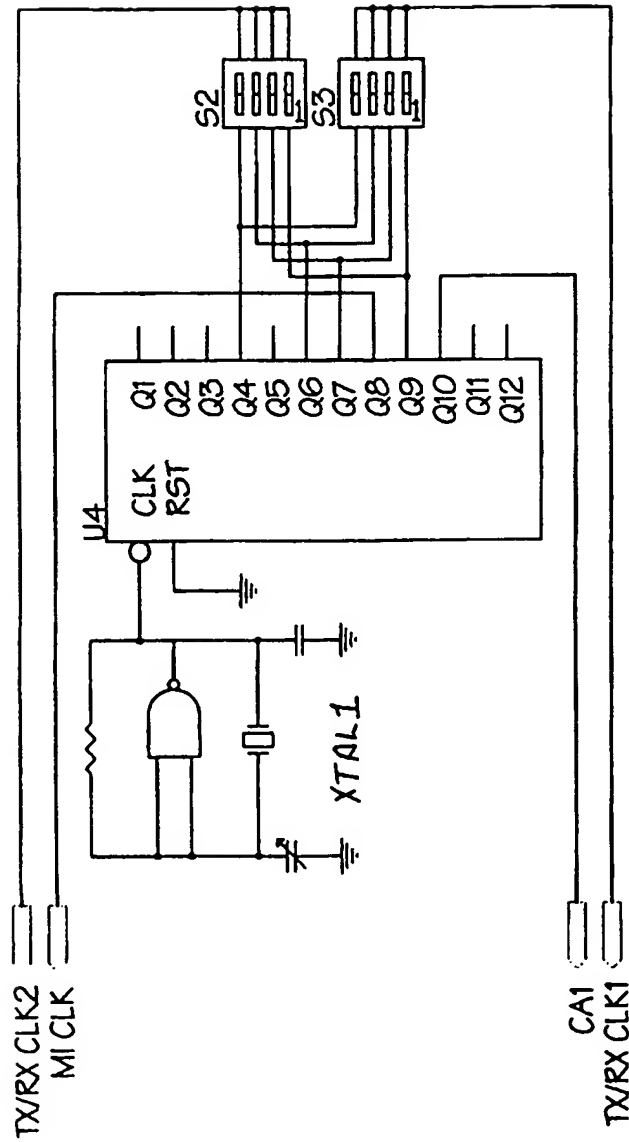 TX/RX CLK2
MI CLK
S2
1
S3
1
U4
CLK
RST
Q1
Q2
Q3
Q4
Q5
Q6
Q7
Q8
Q9
Q10
Q11
Q12
XTAL1
CA1
TX/RX CLK1